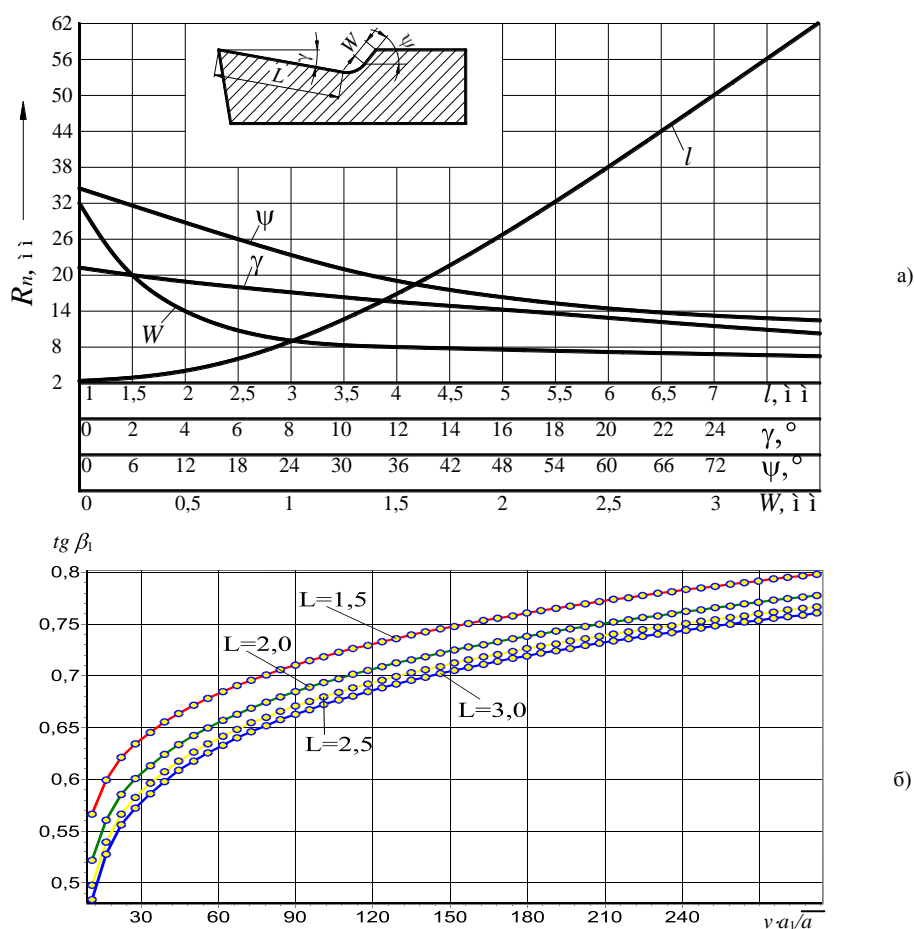 62
56
50
44
38
32
26
20
14
8
2
Rn, ì ì
γ
L
W
ψ
ψ
γ
W
l
а)
1 1,5 2 2,5 3 3,5 4 4,5 5 5,5 6 6,5 7 l, ì ì
0 2 4 6 8 10 12 14 16 18 20 22 24 γ,°
0 6 12 18 24 30 36 42 48 54 60 66 72 ψ,°
0 0,5 1 1,5 2 2,5 3 W, ì ì
tg β₁
0,8
0,75
0,7
0,65
0,6
0,55
0,5
L=1,5
L=2,0
L=3,0
L=2,5
б)
30 60 90 120 150 180 210 240 v·a₁/a